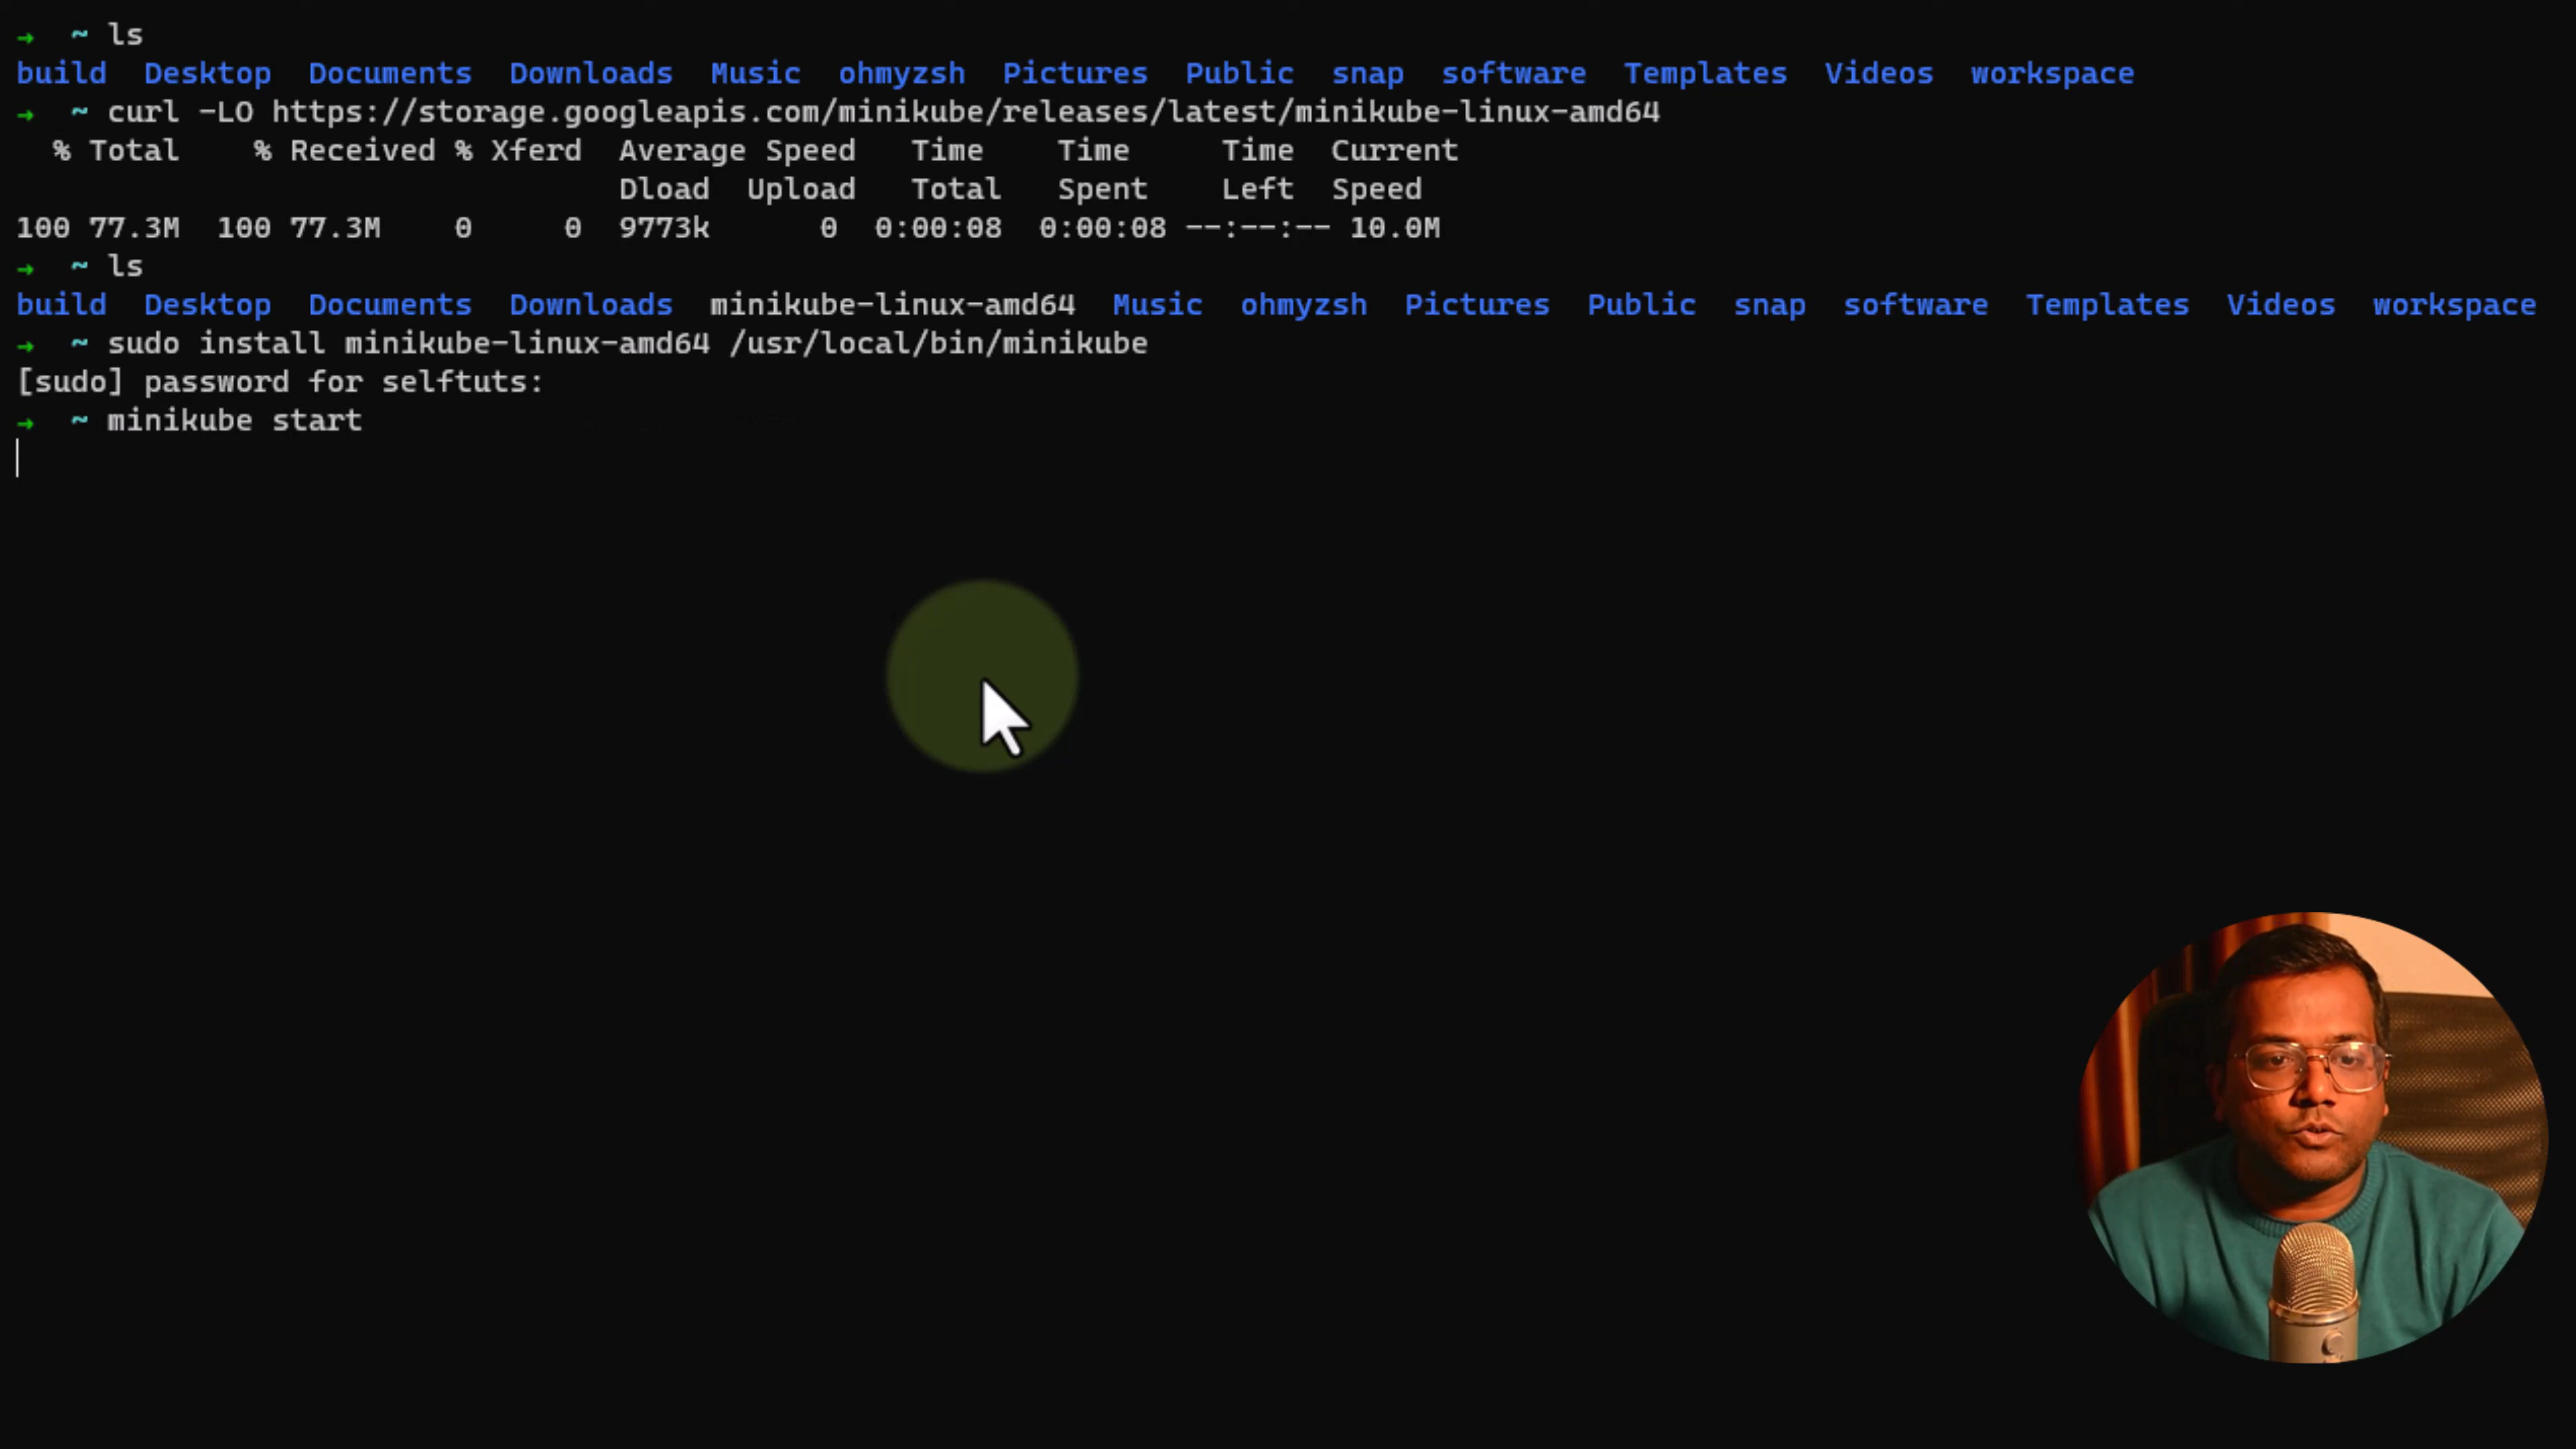 → ~ ls
build Desktop Documents Downloads Music ohmyzsh Pictures Public snap software Templates Videos workspace
→ ~ curl -LO https://storage.googleapis.com/minikube/releases/latest/minikube-linux-amd64
% Total % Received % Xferd Average Speed Time Time Time Current
Dload Upload Total Spent Left Speed
100 77.3M 100 77.3M 0 0 9773k 0 0:00:08 0:00:08 --:--:-- 10.0M
→ ~ ls
build Desktop Documents Downloads minikube-linux-amd64 Music ohmyzsh Pictures Public snap software Templates Videos workspace
→ ~ sudo install minikube-linux-amd64 /usr/local/bin/minikube
[sudo] password for selftuts:
→ ~ minikube start